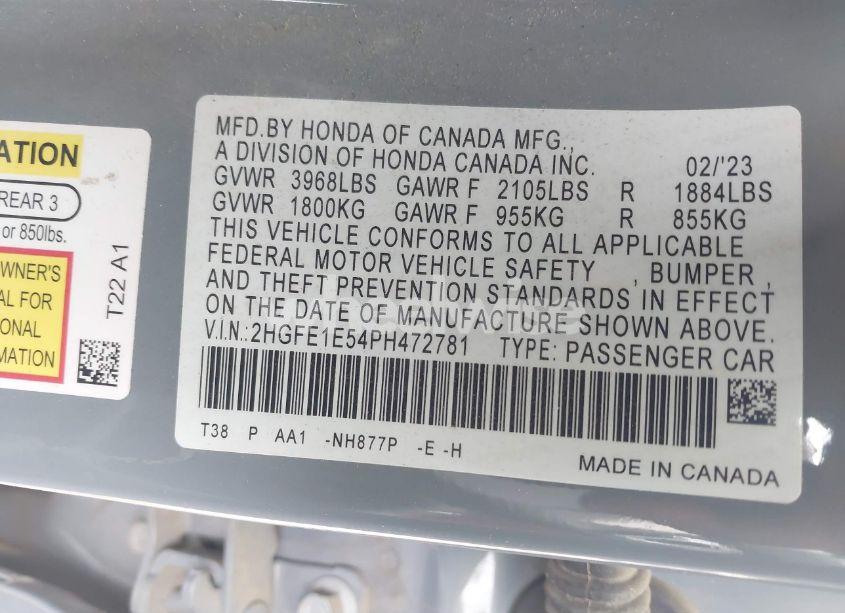 ATION
REAR 3
or 850lbs.
WNER'S
AL FOR
IONAL
RMATION
T22 A1
MFD.BY HONDA OF CANADA MFG.,
A DIVISION OF HONDA CANADA INC. 02/'23
GVWR 3968LBS GAWR F 2105LBS R 1884LBS
GVWR 1800KG GAWR F 955KG R 855KG
THIS VEHICLE CONFORMS TO ALL APPLICABLE
FEDERAL MOTOR VEHICLE SAFETY , BUMPER ,
AND THEFT PREVENTION STANDARDS IN EFFECT
ON THE DATE OF MANUFACTURE SHOWN ABOVE.
V.I.N.:2HGFE1E54PH472781 TYPE: PASSENGER CAR
T38 P AA1 -NH877P -E -H
MADE IN CANADA